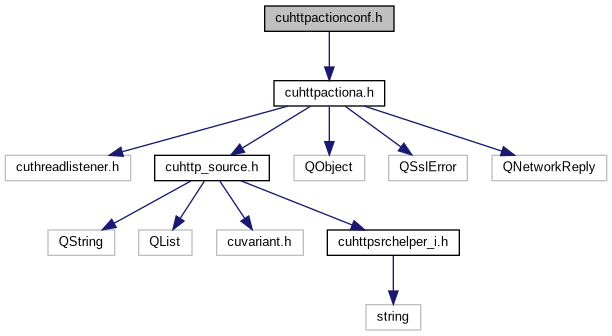 cuhttpactionconf.h
cuhttpactiona.h
cuthreadlistener.h
cuhttp_source.h
QObject
QSslError
QNetworkReply
QString
QList
cuvariant.h
cuhttpsrchelper_i.h
string